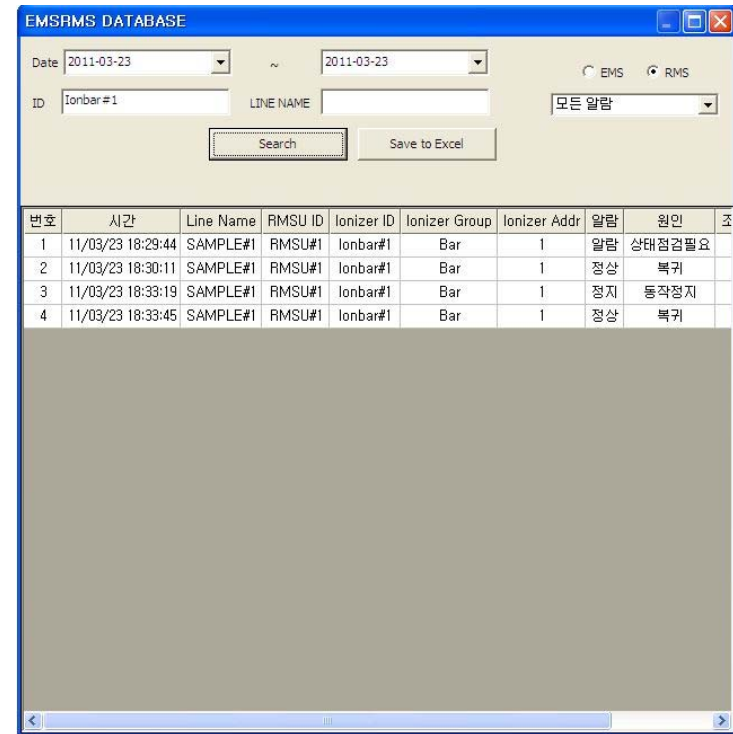 EMSRMS DATABASE
Date 2011-03-23 ~ 2011-03-23 EMS RMS
ID Ionbar#1 LINE NAME 모든 알람
Search Save to Excel
번호 시간 Line Name RMSU ID Ionizer ID Ionizer Group Ionizer Addr 알람 원인
1 11/03/23 18:29:44 SAMPLE#1 RMSU#1 Ionbar#1 Bar 1 알람 상태점검필요
2 11/03/23 18:30:11 SAMPLE#1 RMSU#1 Ionbar#1 Bar 1 정상 복귀
3 11/03/23 18:33:19 SAMPLE#1 RMSU#1 Ionbar#1 Bar 1 정지 동작정지
4 11/03/23 18:33:45 SAMPLE#1 RMSU#1 Ionbar#1 Bar 1 정상 복귀